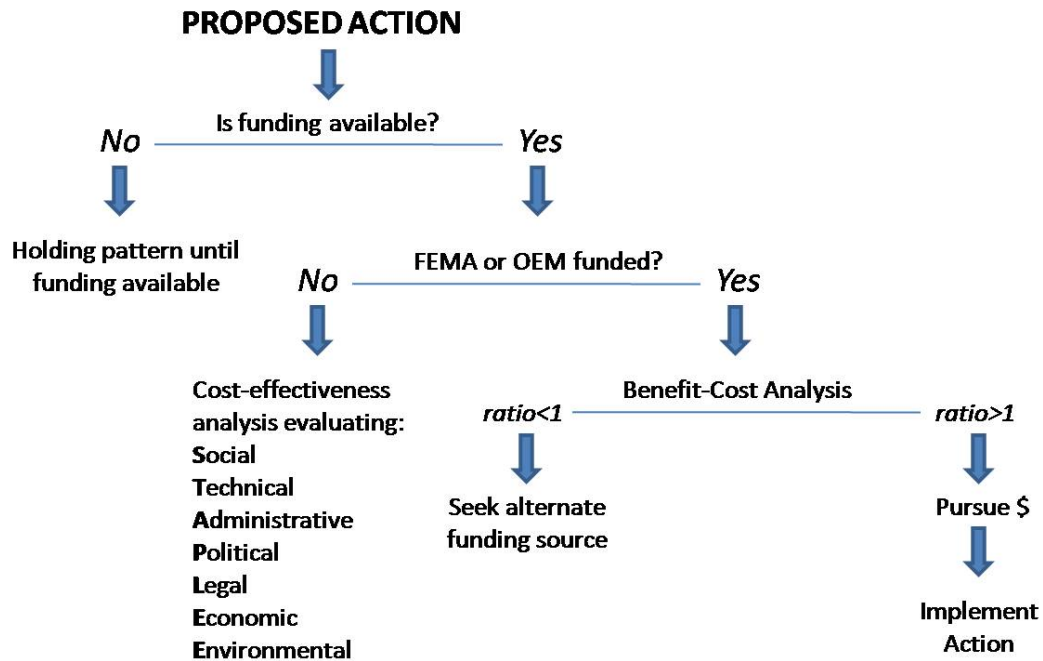 PROPOSED ACTION
Is funding available?
No
Yes
Holding pattern until
funding available
FEMA or OEM funded?
No
Yes
Cost-effectiveness
analysis evaluating:
Social
Technical
Administrative
Political
Legal
Economic
Environmental
Benefit-Cost Analysis
ratio<1
ratio>1
Seek alternate
funding source
Pursue $
Implement
Action